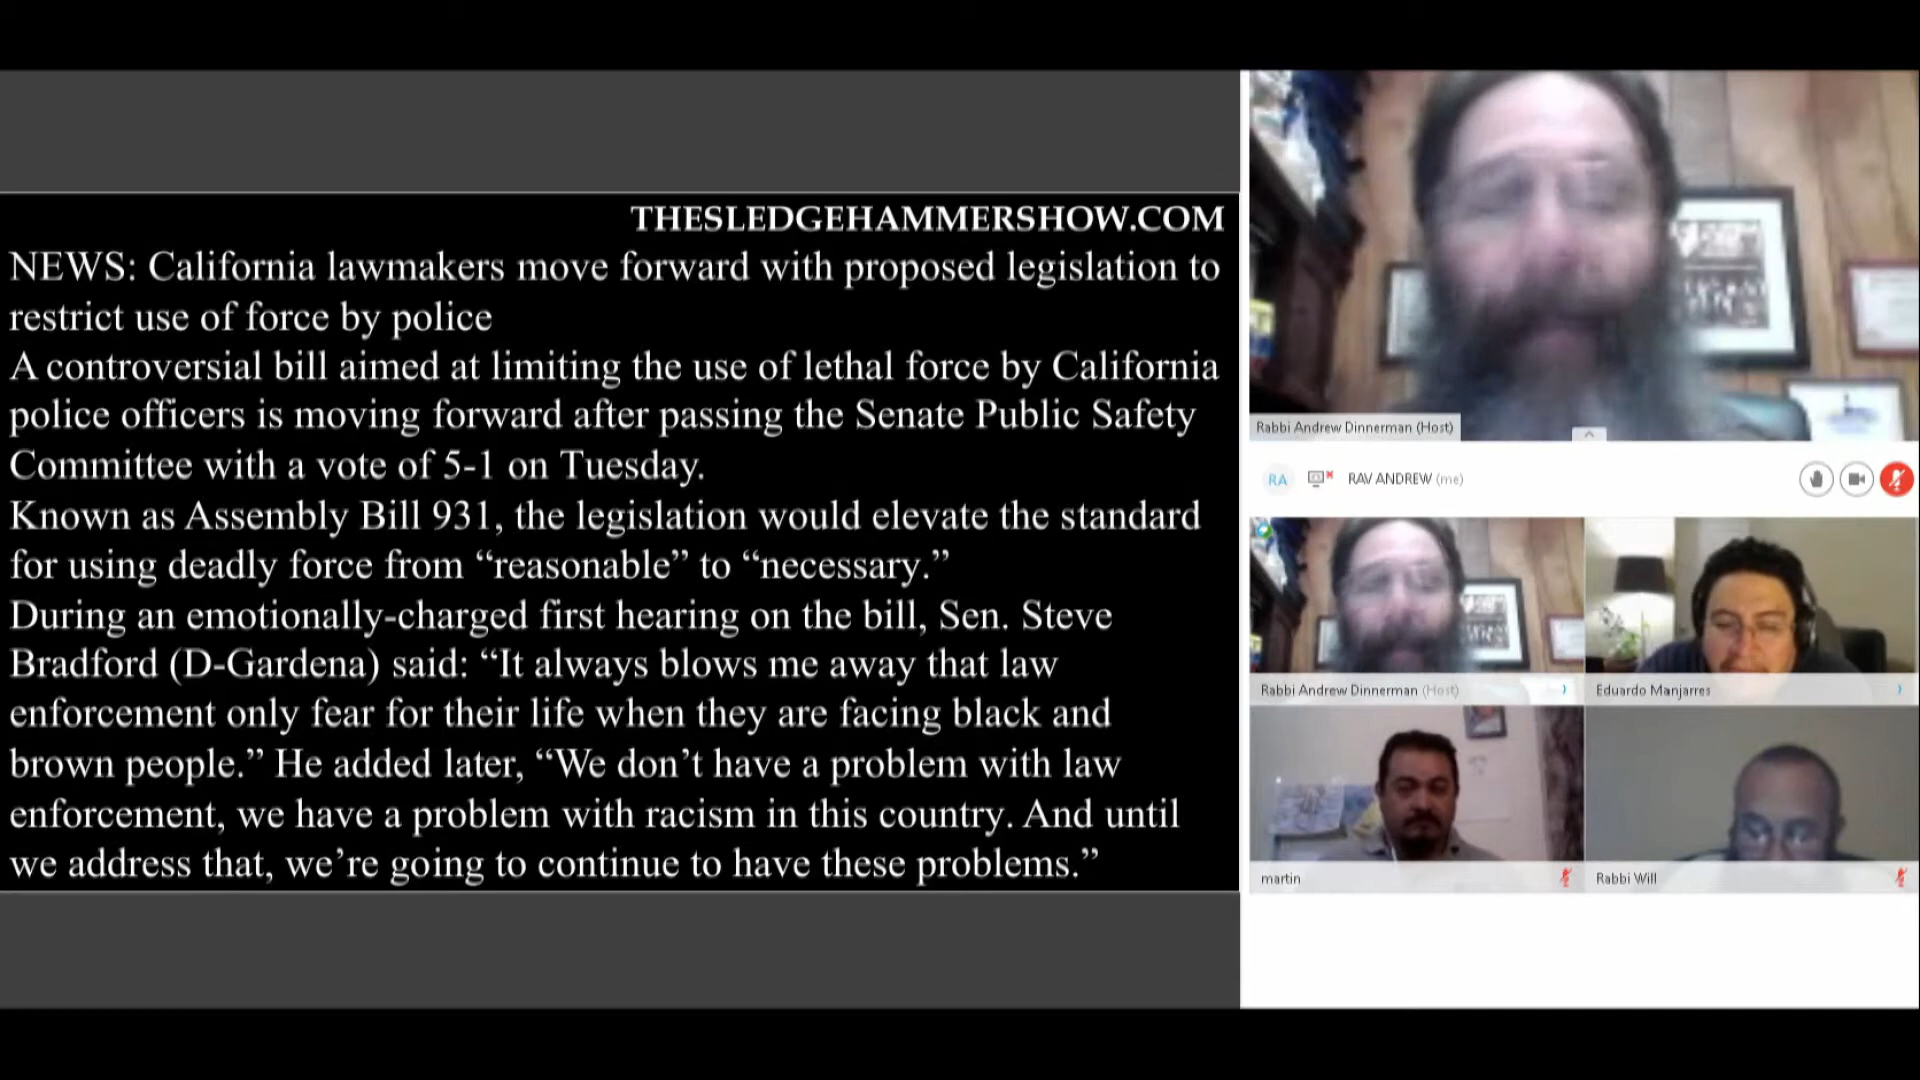 THESLEDGEHAMMERSHOW.COM
NEWS: California lawmakers move forward with proposed legislation to
restrict use of force by police
A controversial bill aimed at limiting the use of lethal force by California
police officers is moving forward after passing the Senate Public Safety
Committee with a vote of 5-1 on Tuesday.
Known as Assembly Bill 931, the legislation would elevate the standard
for using deadly force from “reasonable” to “necessary.”
During an emotionally-charged first hearing on the bill, Sen. Steve
Bradford (D-Gardena) said: “It always blows me away that law
enforcement only fear for their life when they are facing black and
brown people.” He added later, “We don’t have a problem with law
enforcement, we have a problem with racism in this country. And until
we address that, we’re going to continue to have these problems.”
Rabbi Andrew Dinnerman (Host)
RA RAV ANDREW (me)
Rabbi Andrew Dinnerman (Host)
Eduardo Manjarres
martin
Rabbi Will